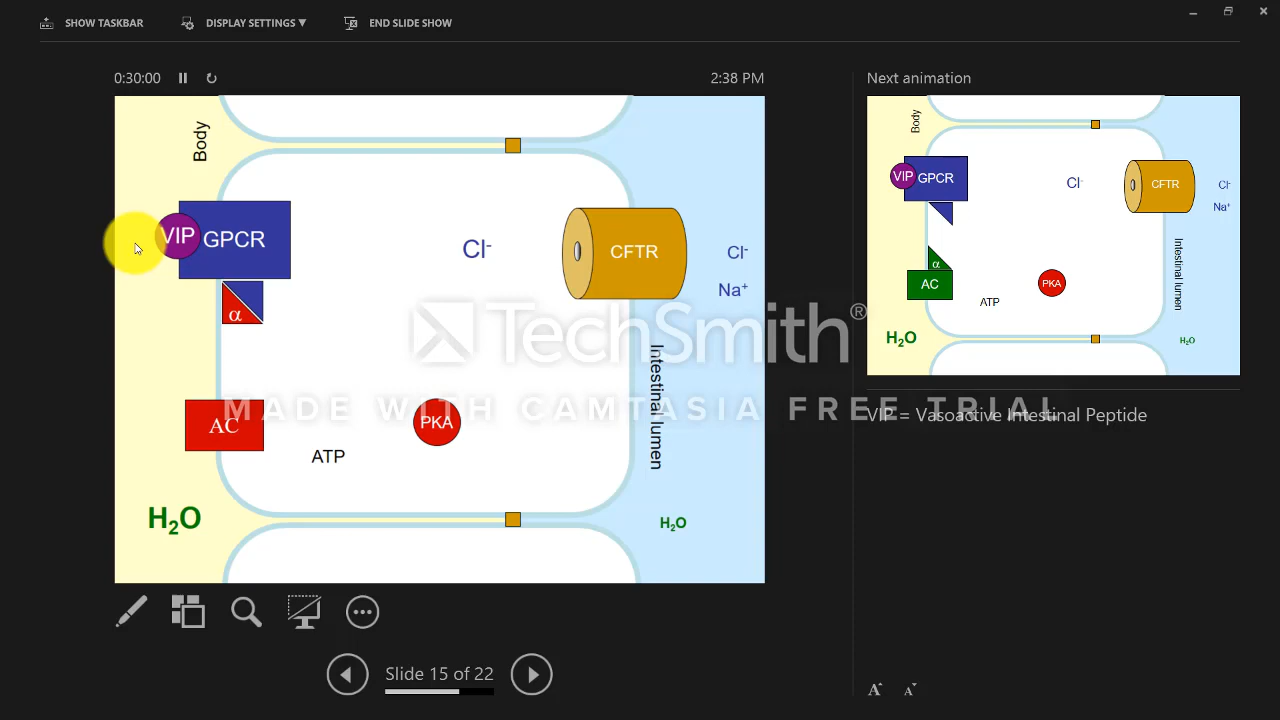 SHOW TASKBAR
DISPLAY SETTINGS ▼
END SLIDE SHOW
0:30:00
2:38 PM
Next animation
Body
VIP
GPCR
α
AC
ATP
PKA
Cl-
CFTR
Cl-
Na+
Intestinal lumen
H2O
H2O
Body
VIP
GPCR
α
AC
ATP
PKA
Cl-
CFTR
Cl-
Na+
Intestinal lumen
H2O
H2O
TechSmith®
MADE WITH CAMTASIA FREE TRIAL
VIP = Vasoactive Intestinal Peptide
Slide 15 of 22
A
A